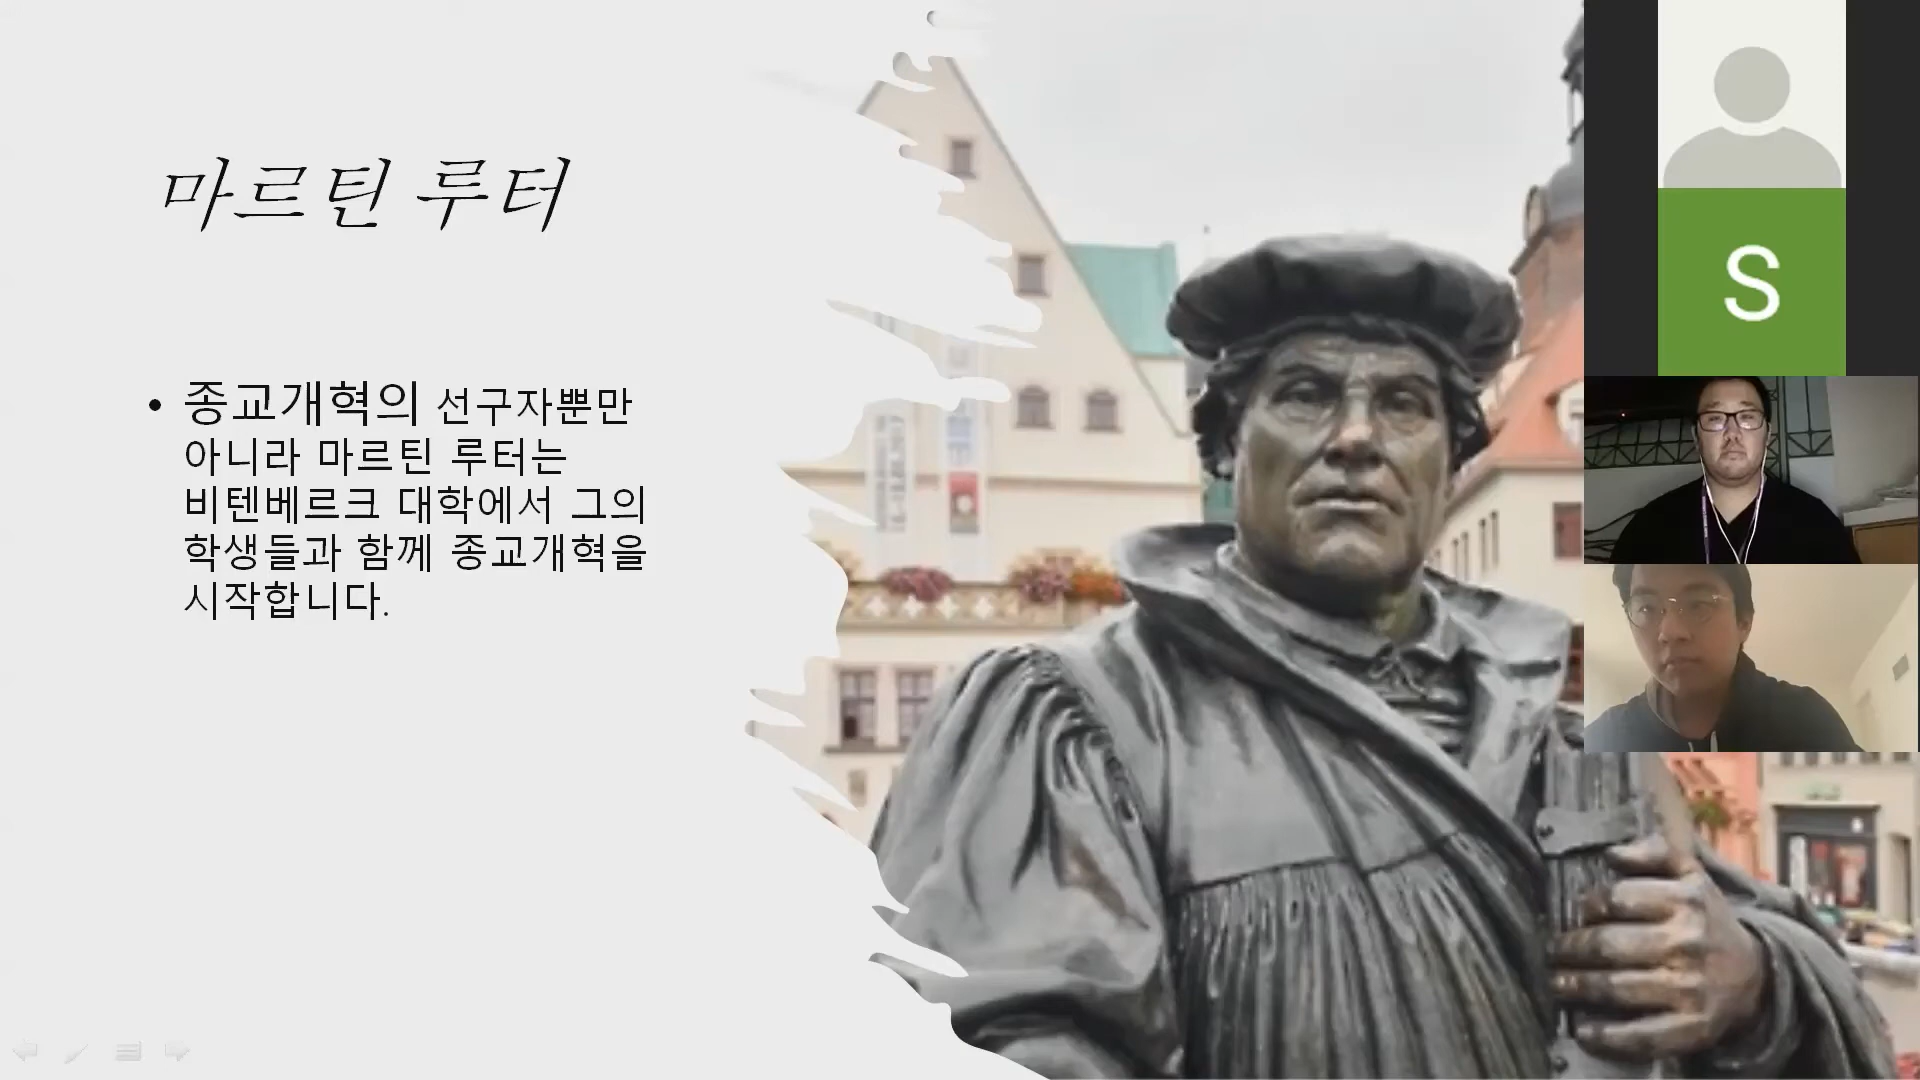 마르틴 루터
• 종교개혁의 선구자뿐만
아니라 마르틴 루터는
비텐베르크 대학에서 그의
학생들과 함께 종교개혁을
시작합니다.
S